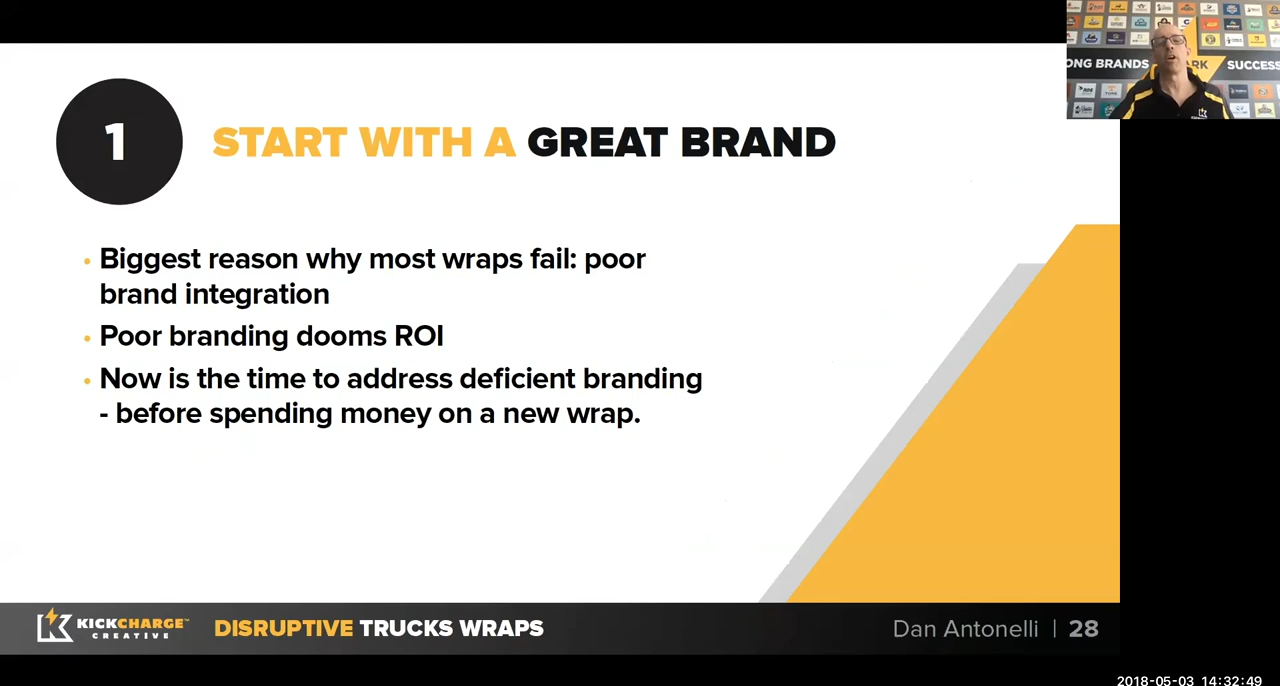 ONG BRANDS RK SUCCESS
1
START WITH A GREAT BRAND
• Biggest reason why most wraps fail: poor
brand integration
• Poor branding dooms ROI
• Now is the time to address deficient branding
- before spending money on a new wrap.
K KICKCHARGE™
CREATIVE
DISRUPTIVE TRUCKS WRAPS
Dan Antonelli | 28
2018-05-03 14:32:49